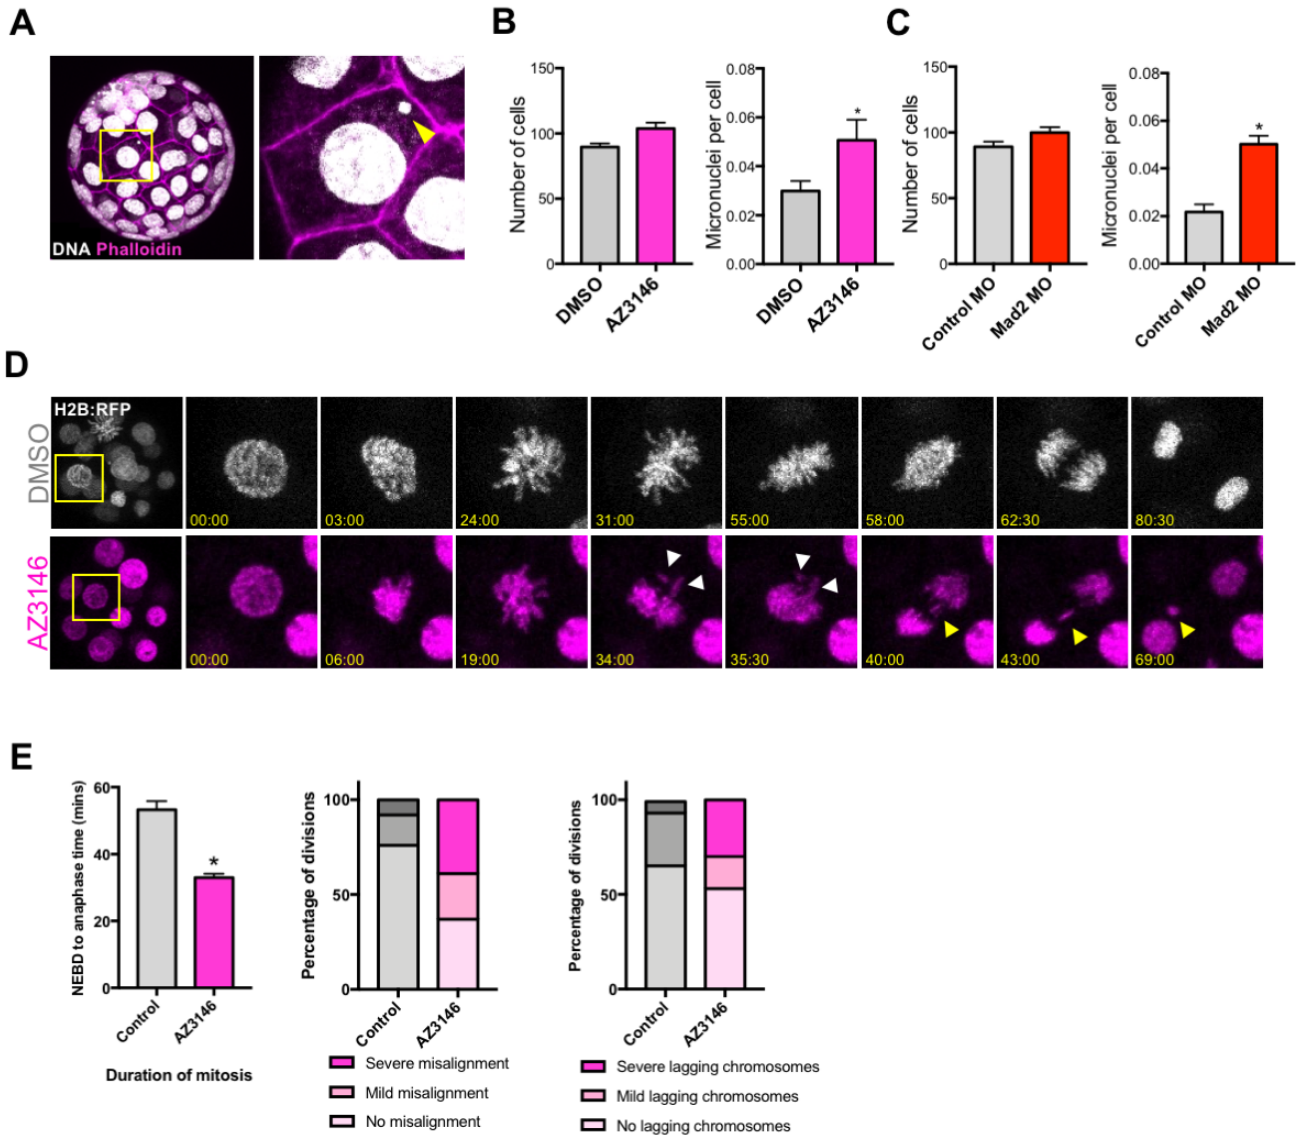 A
DNA Phalloidin
B
Number of cells
150
100
50
0
DMSO
AZ3146
Micronuclei per cell
0.08
0.06
0.04
0.02
0.00
*
DMSO
AZ3146
C
Number of cells
150
100
50
0
Control MO
Mad2 MO
Micronuclei per cell
0.08
0.06
0.04
0.02
0.00
*
Control MO
Mad2 MO
D
DMSO
H2B:RFP
00:00
03:00
24:00
31:00
55:00
58:00
62:30
80:30
AZ3146
00:00
06:00
19:00
34:00
35:30
40:00
43:00
69:00
E
NEBD to anaphase time (mins)
60
40
20
0
*
Control
AZ3146
Duration of mitosis
Percentage of divisions
100
50
0
Control
AZ3146
Severe misalignment
Mild misalignment
No misalignment
Percentage of divisions
100
50
0
Control
AZ3146
Severe lagging chromosomes
Mild lagging chromosomes
No lagging chromosomes